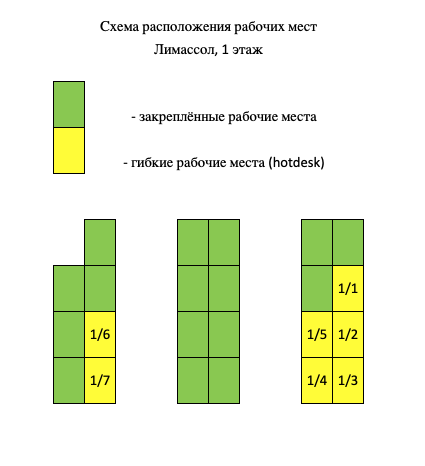 Схема расположения рабочих мест
Лимассол, 1 этаж
- закреплённые рабочие места
- гибкие рабочие места (hotdesk)
1/1
1/6
1/5 1/2
1/7
1/4 1/3